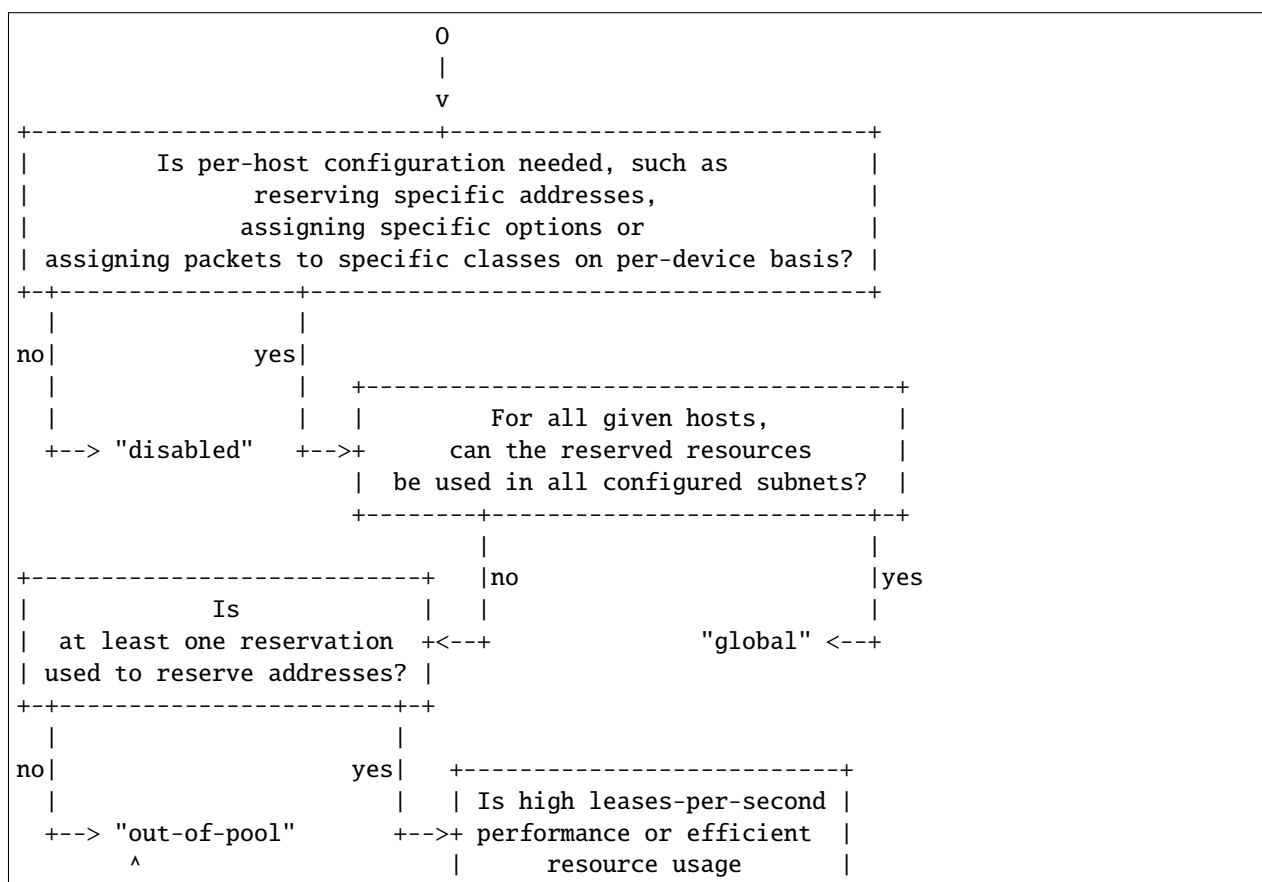 O
                              |
                              v
+-----------------------------+------------------------------+
|         Is per-host configuration needed, such as          |
|                reserving specific addresses,               |
|               assigning specific options or                |
| assigning packets to specific classes on per-device basis? |
+-+-----------------+----------------------------------------+
  |                 |
no|              yes|
  |                 |   +--------------------------------------+
  |                 |   |         For all given hosts,         |
  +--> "disabled"   +-->+      can the reserved resources      |
                        |  be used in all configured subnets?  |
                        +--------+---------------------------+-+
                                 |                           |
+----------------------------+   |no                         |yes
|             Is             |   |                           |
|  at least one reservation  +<--+               "global" <--+
| used to reserve addresses? |
+-+------------------------+-+
  |                        |
no|                     yes|   +---------------------------+
  |                        |   | Is high leases-per-second |
  +--> "out-of-pool"       +-->+ performance or efficient  |
        ^                      |      resource usage       |